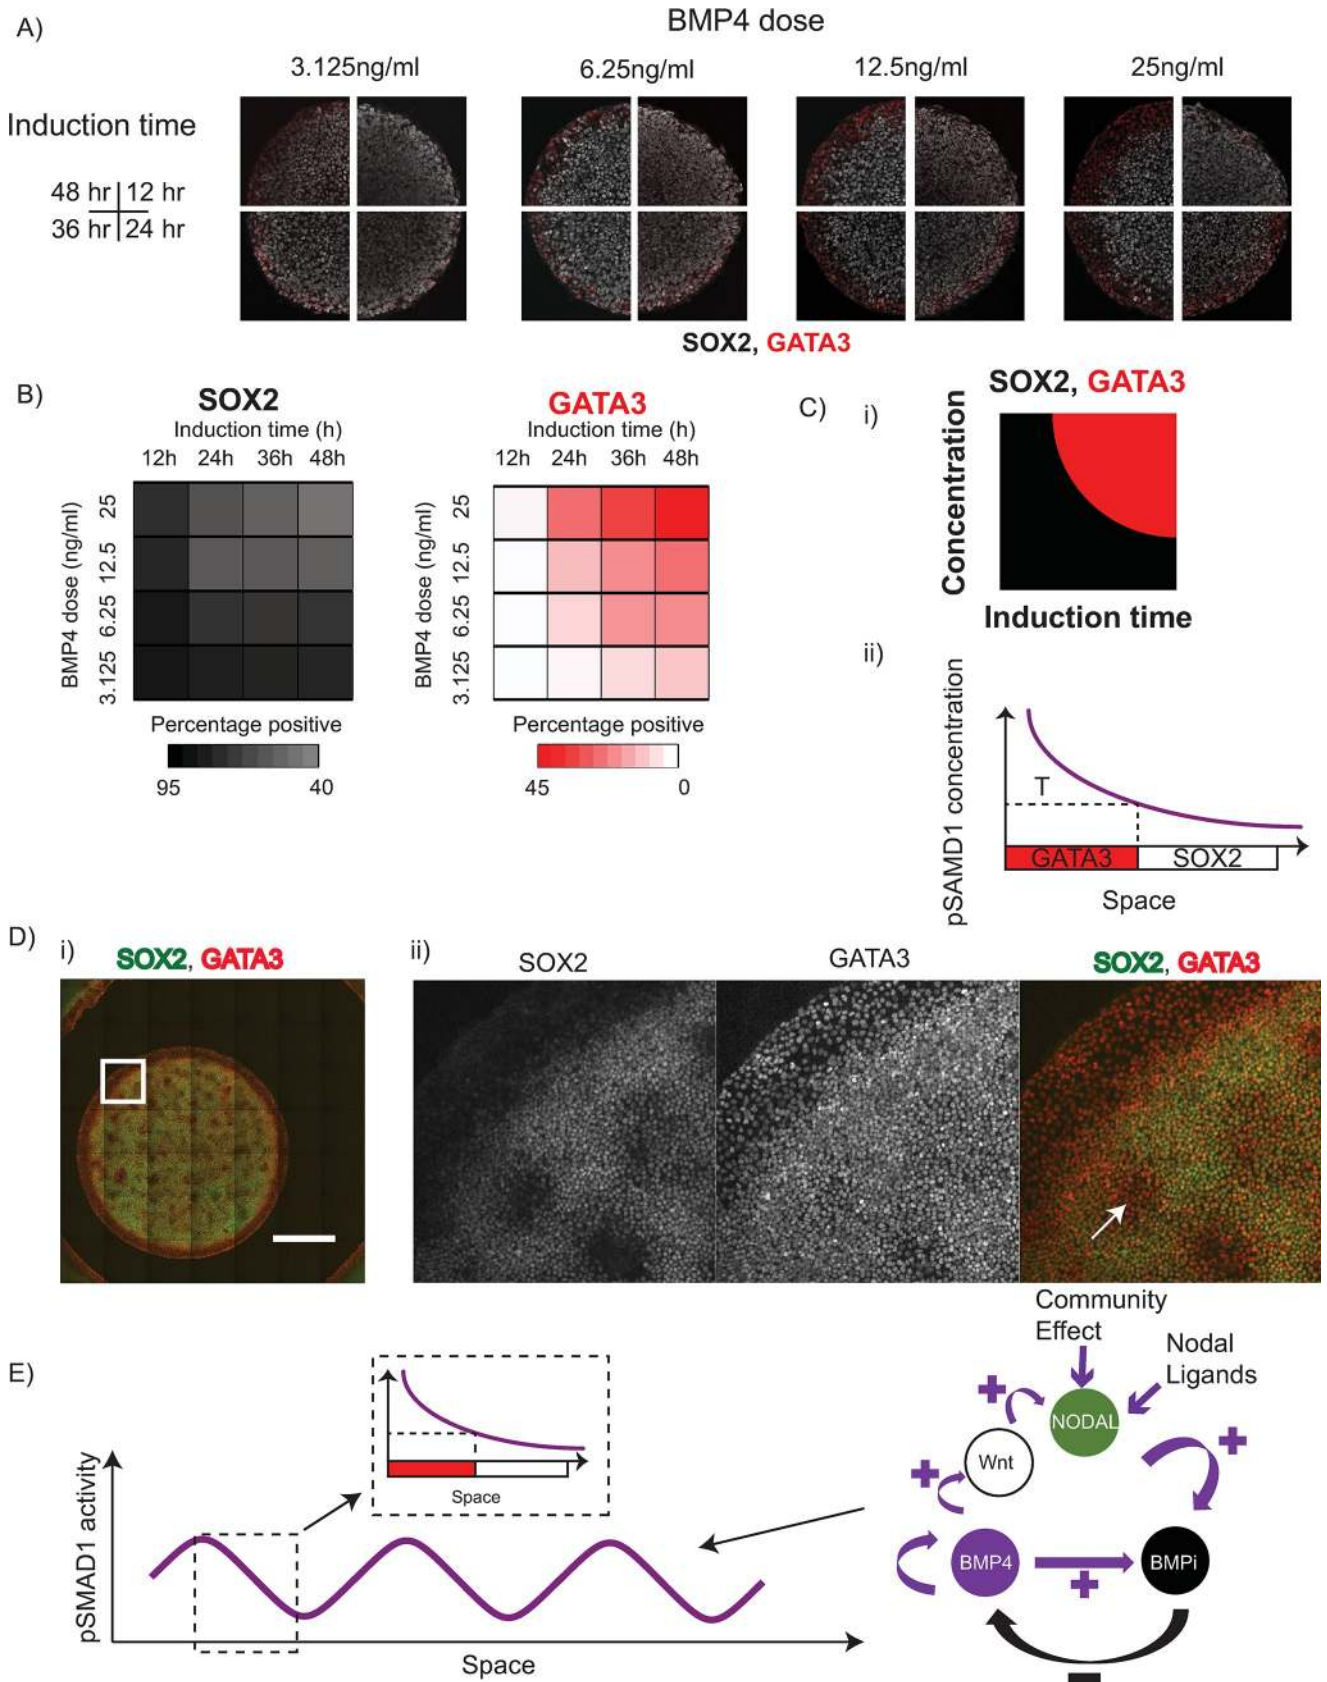 A)
BMP4 dose
3.125ng/ml 6.25ng/ml 12.5ng/ml 25ng/ml
Induction time
48 hr 12 hr
36 hr 24 hr
SOX2, GATA3
B)
SOX2
Induction time (h)
12h 24h 36h 48h
BMP4 dose (ng/ml)
25
12.5
6.25
3.125
Percentage positive
95 40
GATA3
Induction time (h)
12h 24h 36h 48h
BMP4 dose (ng/ml)
25
12.5
6.25
3.125
Percentage positive
45 0
C)
i)
SOX2, GATA3
Concentration
Induction time
ii)
pSAMD1 concentration
T
GATA3 SOX2
Space
D)
i)
SOX2, GATA3
ii)
SOX2
GATA3
SOX2, GATA3
E)
pSMAD1 activity
Space
Space
Community
Effect
Nodal
Ligands
+
NODAL
+
Wnt
+
BMP4
+
BMPi